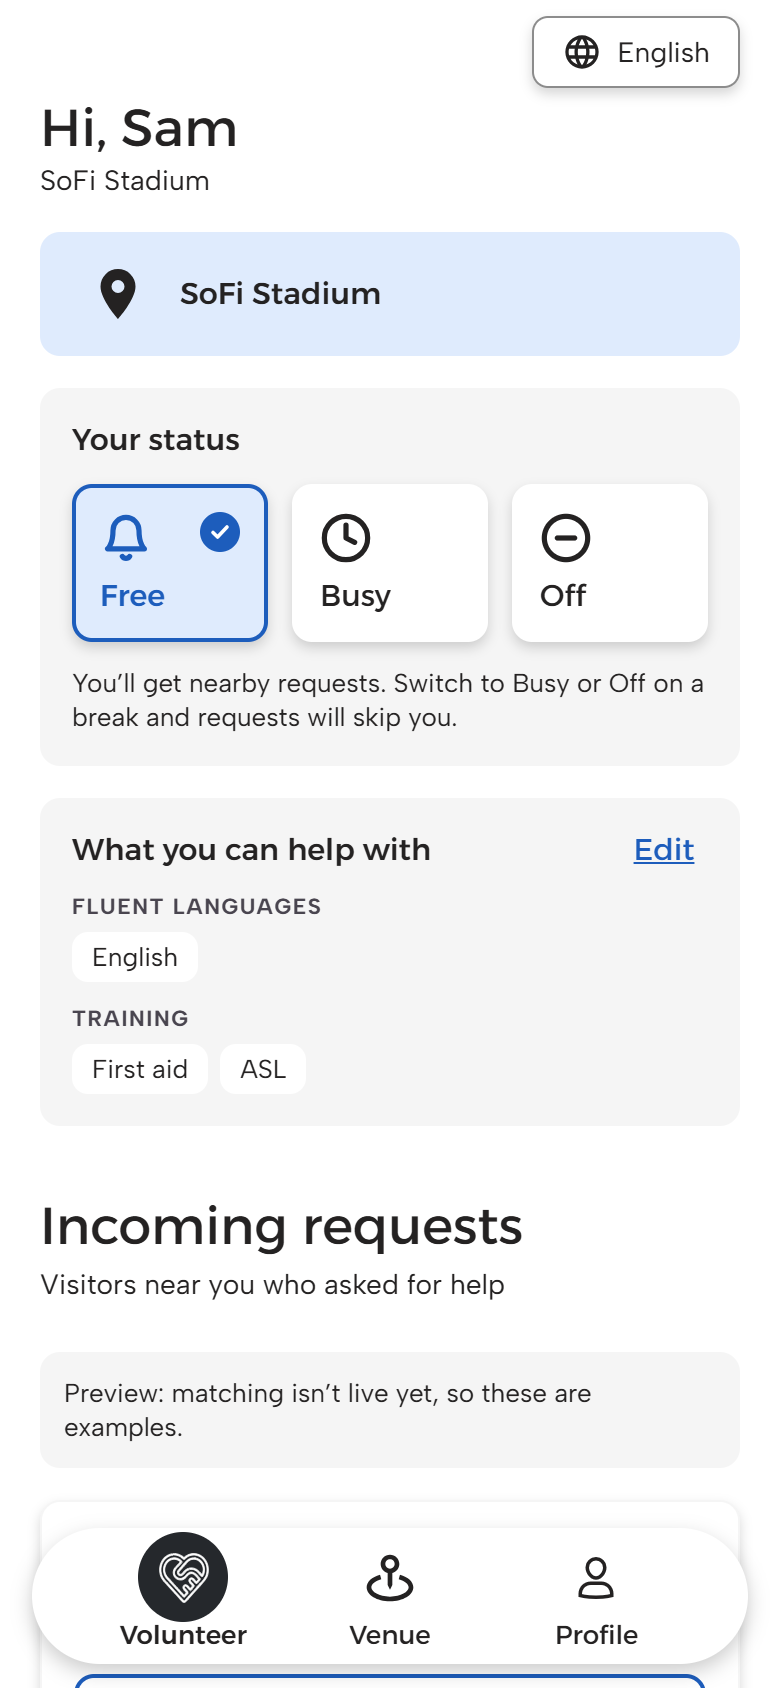 English
Hi, Sam
SoFi Stadium
SoFi Stadium
Your status
Free
Busy
Off
You’ll get nearby requests. Switch to Busy or Off on a
break and requests will skip you.
What you can help with
Edit
FLUENT LANGUAGES
English
TRAINING
First aid
ASL
Incoming requests
Visitors near you who asked for help
Preview: matching isn’t live yet, so these are
examples.
Volunteer
Venue
Profile